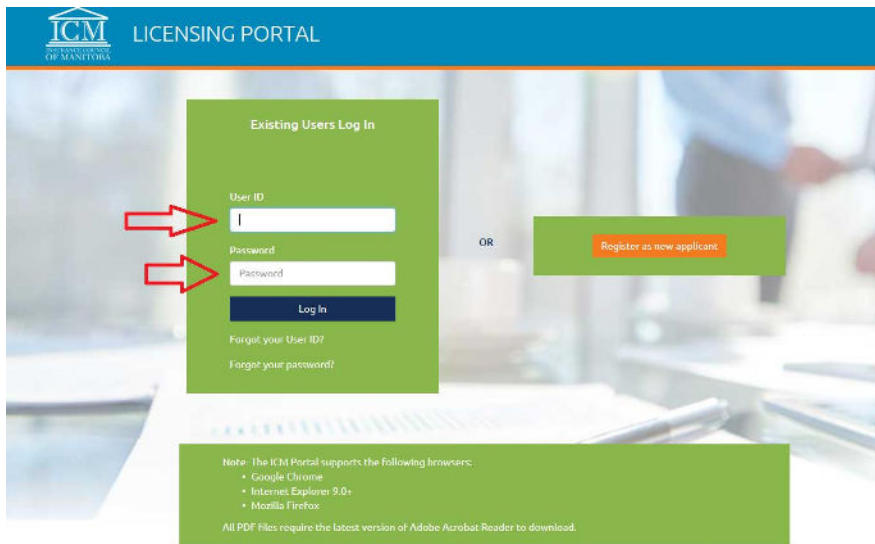 ICM
INSURANCE COUNCIL
OF MANITOBA
LICENSING PORTAL
Existing Users Log In
User ID
Password
Password
Log In
Forgot your User ID?
Forgot your password?
OR
Register as new applicant
Note: The ICM Portal supports the following browsers:
• Google Chrome
• Internet Explorer 9.0+
• Mozilla Firefox
All PDF files require the latest version of Adobe Acrobat Reader to download.